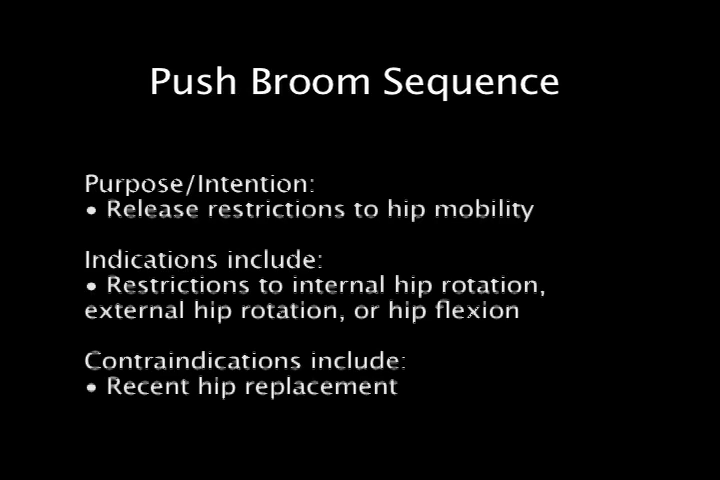 Push Broom Sequence
Purpose/Intention:
• Release restrictions to hip mobility
Indications include:
• Restrictions to internal hip rotation,
external hip rotation, or hip flexion
Contraindications include:
• Recent hip replacement